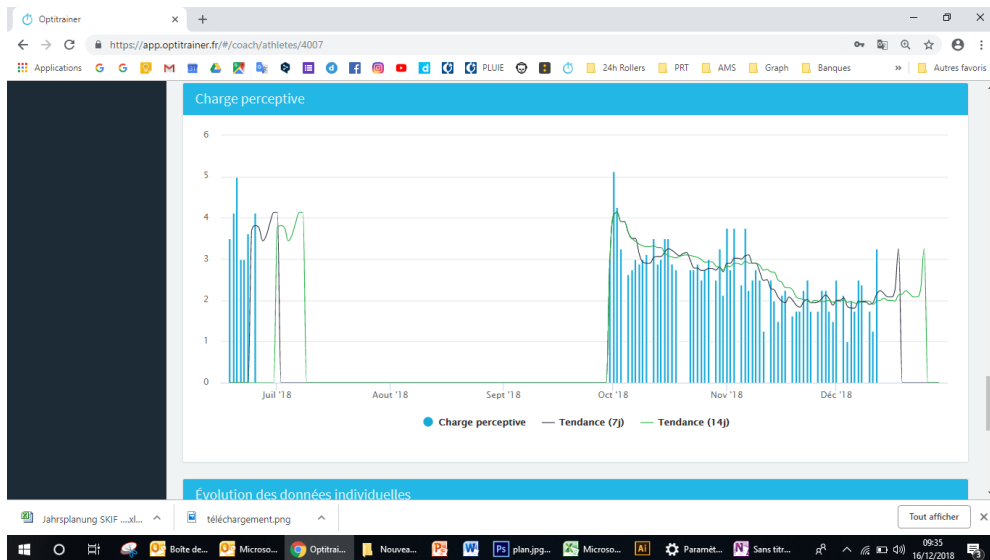 Optitrainer
https://app.optitrainer.fr/#/coach/athletes/4007
Applications PLUIE 24h Rollers PRT AMS Graph Banques » Autres favoris
Charge perceptive
6
5
4
3
2
1
0
Juil '18 Aout '18 Sept '18 Oct '18 Nov '18 Déc '18
Charge perceptive Tendance (7j) Tendance (14j)
Évolution des données individuelles
Jahrsplanung SKIF ....xl... téléchargement.png Tout afficher
Boîte de... Microso... Optitrai... Nouvea... plan.jpg... Microso... Paramèt... Sans titr... 09:35
16/12/2018